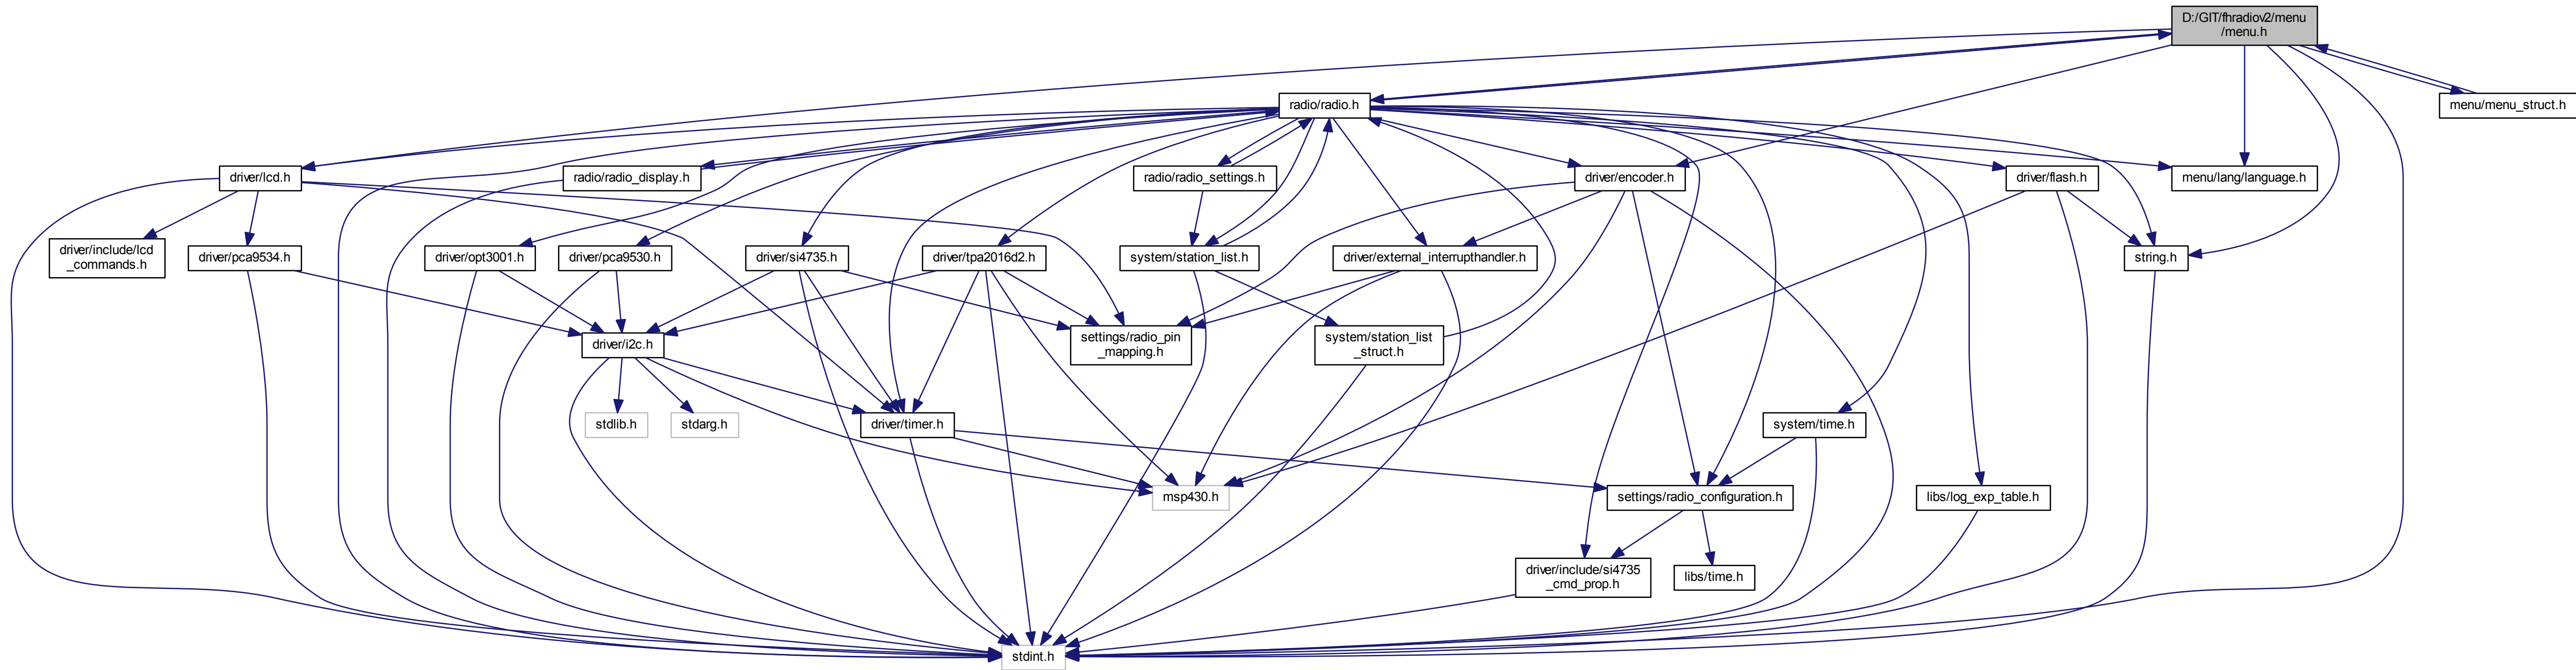 D:/GIT/fhradiov2/menu
/menu.h
radio/radio.h
menu/menu_struct.h
driver/lcd.h
radio/radio_display.h
radio/radio_settings.h
driver/encoder.h
driver/flash.h
menu/lang/language.h
driver/include/lcd
_commands.h
driver/pca9534.h
driver/opt3001.h
driver/pca9530.h
driver/si4735.h
driver/tpa2016d2.h
system/station_list.h
driver/external_interrupthandler.h
string.h
driver/i2c.h
settings/radio_pin
_mapping.h
system/station_list
_struct.h
stdlib.h
stdarg.h
driver/timer.h
system/time.h
msp430.h
settings/radio_configuration.h
libs/log_exp_table.h
driver/include/si4735
_cmd_prop.h
libs/time.h
stdint.h